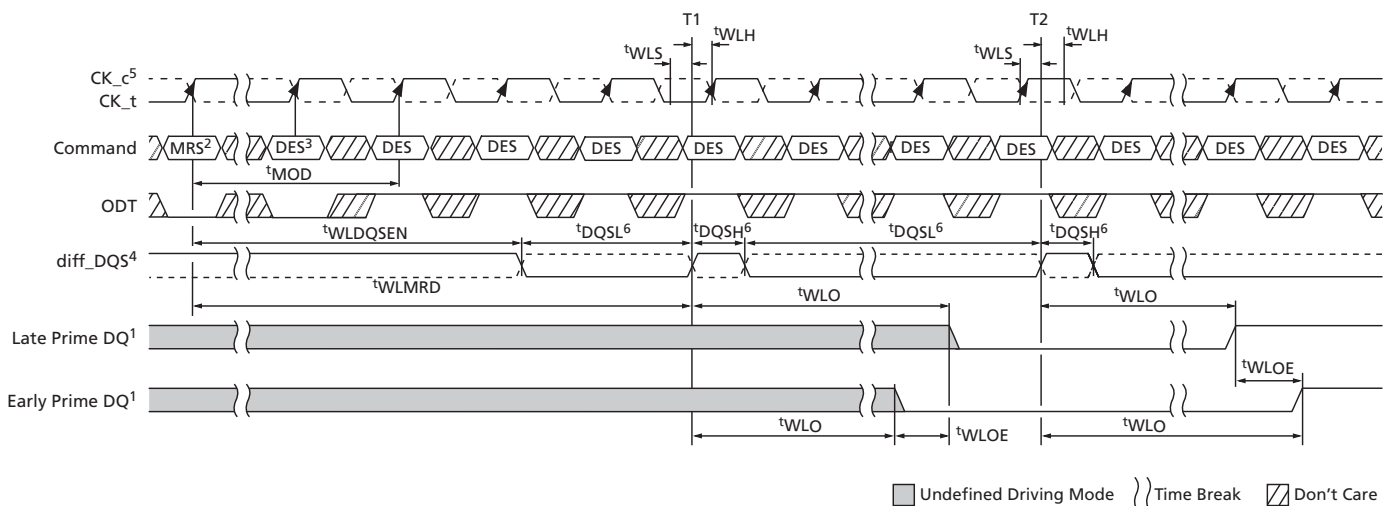 T1 T2
tWLH tWLH
tWLS tWLS
CK_c5
CK_t
Command MRS2 DES3 DES DES DES DES DES DES DES DES DES DES
tMOD
ODT
tWLDQSEN tDQSL6 tDQSH6 tDQSL6 tDQSH6
diff_DQS4
tWLMRD tWLO tWLO
Late Prime DQ1
tWLOE
Early Prime DQ1
tWLO tWLOE tWLO
Undefined Driving Mode Time Break Don't Care